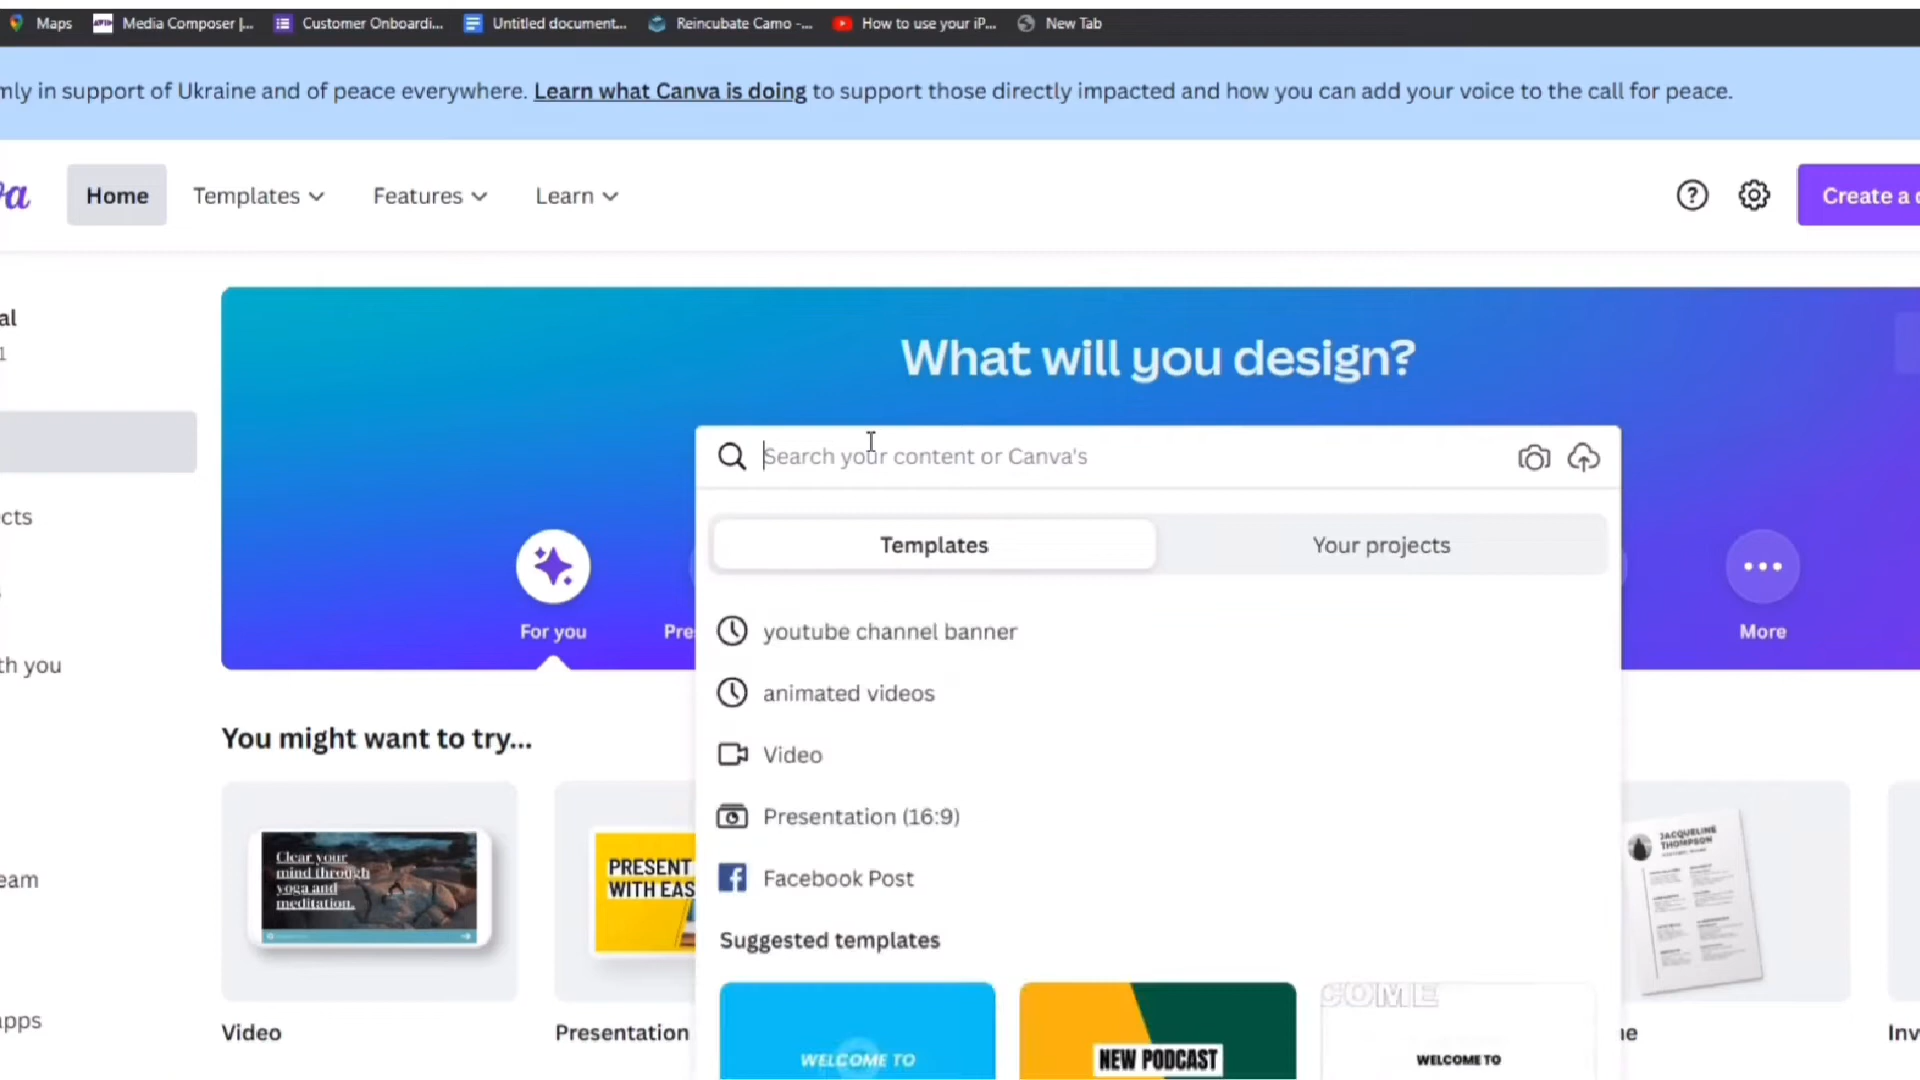 Maps
Media Composer |...
Customer Onboardi...
Untitled document...
Reincubate Camo -...
How to use your iP...
New Tab
mly in support of Ukraine and of peace everywhere. Learn what Canva is doing to support those directly impacted and how you can add your voice to the call for peace.
va
Home
Templates
Features
Learn
Create a d
al
1
What will you design?
Search your content or Canva's
Templates
Your projects
cts
For you
Pre
More
youtube channel banner
th you
animated videos
You might want to try...
Video
Presentation (16:9)
Clear your
mind through
yoga and
meditation.
PRESENT
WITH EAS
JACQUELINE
THOMPSON
eam
Facebook Post
Suggested templates
COME
apps
Video
Presentation
WELCOME TO
NEW PODCAST
WELCOME TO
ne
Inv